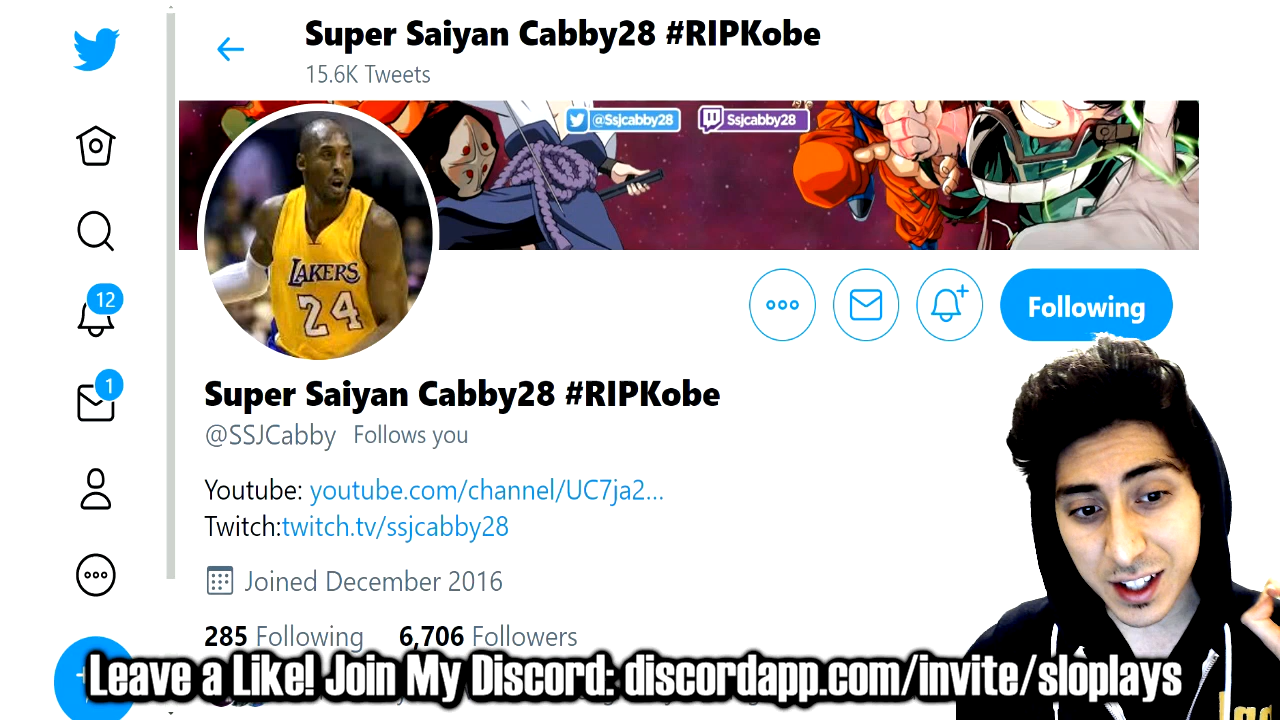 Super Saiyan Cabby28 #RIPKobe
15.6K Tweets
@Ssjcabby28
Ssjcabby28
LAKERS
24
12
1
Following
Super Saiyan Cabby28 #RIPKobe
@SSJCabby Follows you
Youtube: youtube.com/channel/UC7ja2...
Twitch:twitch.tv/ssjcabby28
Joined December 2016
285 Following 6,706 Followers
Leave a Like! Join My Discord: discordapp.com/invite/sloplays